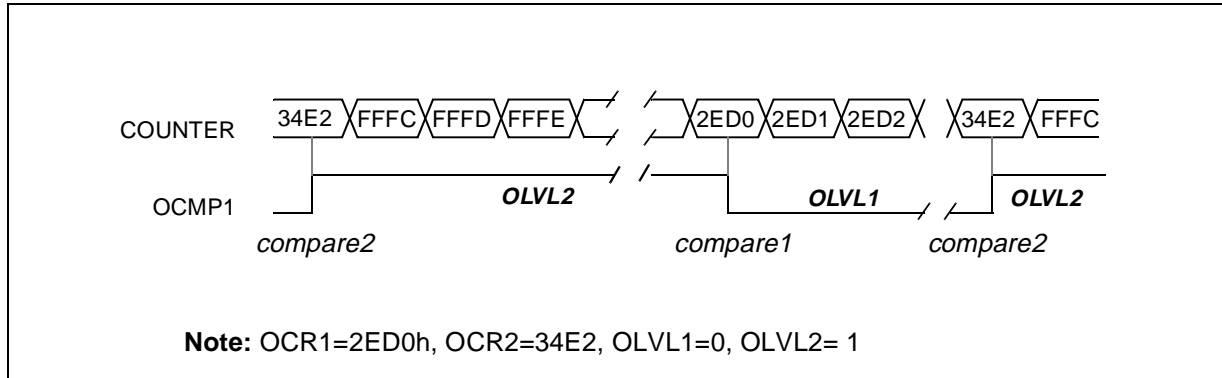 COUNTER 34E2 FFFC FFFD FFFE 2ED0 2ED1 2ED2 34E2 FFFC
OCMP1 OLVL2 OLVL1 OLVL2
compare2 compare1 compare2
Note: OCR1=2ED0h, OCR2=34E2, OLVL1=0, OLVL2= 1